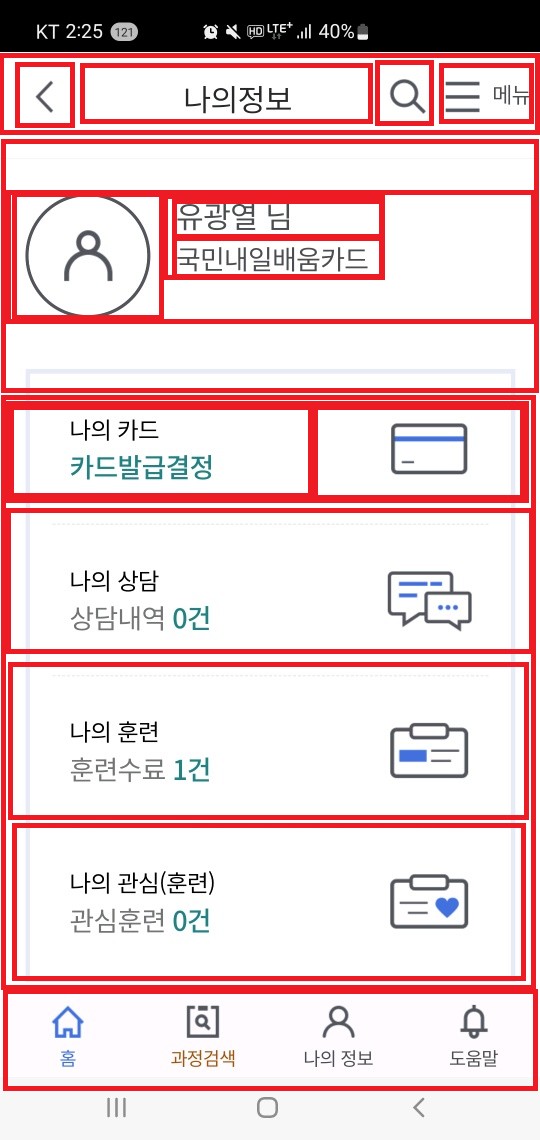 KT 2:25 121 HD LTE+ 40%
나의정보
메뉴
유광열 님
국민내일배움카드
나의 카드
카드발급결정
나의 상담
상담내역 0건
나의 훈련
훈련수료 1건
나의 관심(훈련)
관심훈련 0건
홈 과정검색 나의 정보 도움말